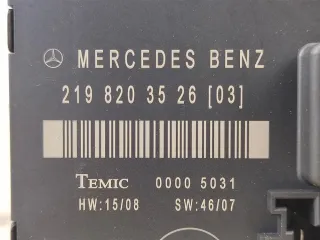 MERCEDES BENZ
219 820 35 26 [03]
TEMIC 0000 5031
HW:15/08 SW:46/07